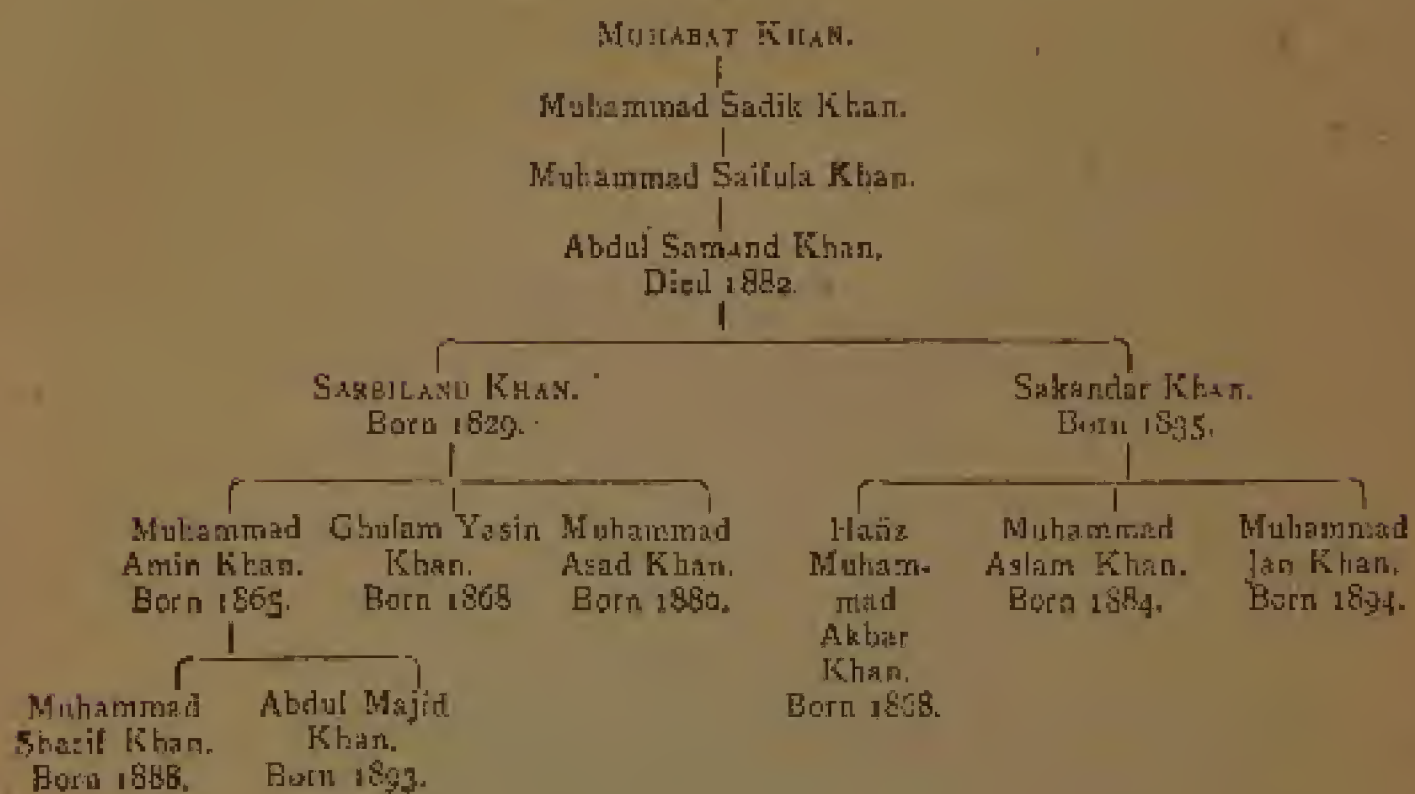 MUHABAT KHAN.
Muhammad Sadik Khan.
Muhammad Saifula Khan.
Abdul Samand Khan,
Died 1882.
SARBILAND KHAN.
Born 1829.
Sakandar Khan.
Born 1835.
Muhammad
Amin Khan.
Born 1865.
Ghulam Yasin
Khan.
Born 1868
Muhammad
Asad Khan.
Born 1880.
Hafiz
Muham-
mad
Akbar
Khan.
Born 1868.
Muhammad
Aslam Khan.
Born 1884.
Muhammad
Jan Khan.
Born 1894.
Muhammad
Sharif Khan.
Born 1888.
Abdul Majid
Khan.
Born 1893.